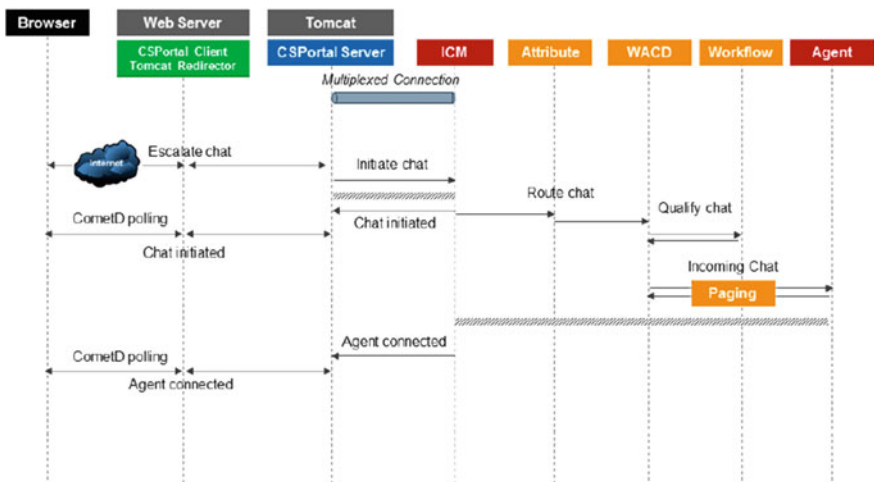 Browser
Web Server
Tomcat
CSPortal Client
Tomcat Redirector
CSPortal Server
ICM
Attribute
WACD
Workflow
Agent
Multiplexed Connection
Internet
Escalate chat
Initiate chat
Route chat
Qualify chat
CometD polling
Chat initiated
Chat initiated
Incoming Chat
Paging
Agent connected
CometD polling
Agent connected